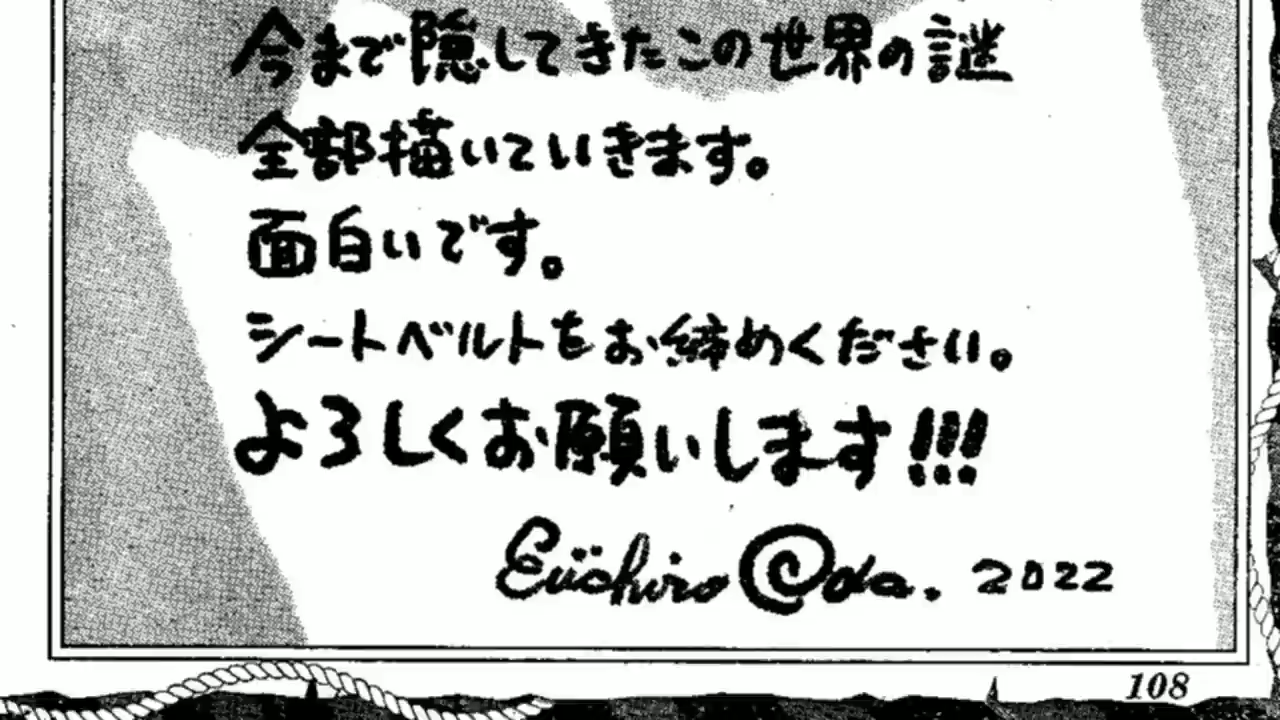 今まで隠してきたこの世界の謎
全部描いていきます。
面白いです。
シートベルトをお締めください。
よろしくお願いします!!!
Eiichiro Oda. 2022
108